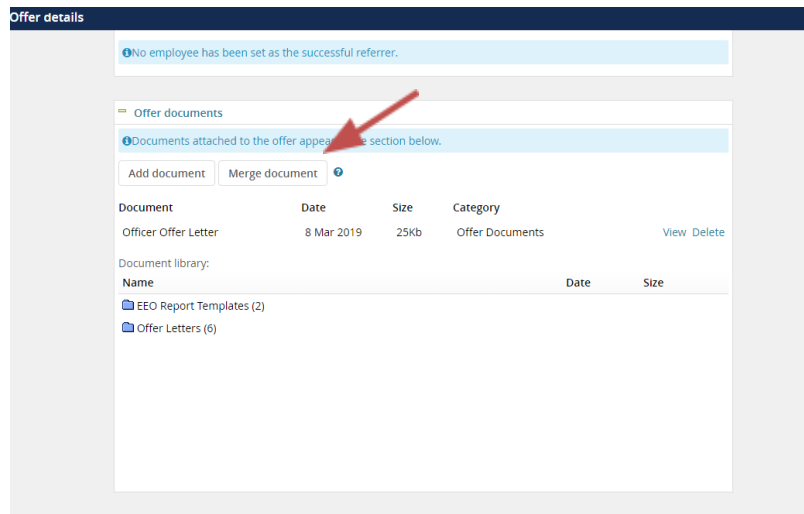 Offer details
No employee has been set as the successful referrer.
Offer documents
Documents attached to the offer appear e section below.
Add document Merge document ?
Document Date Size Category
Officer Offer Letter 8 Mar 2019 25Kb Offer Documents View Delete
Document library:
Name Date Size
EEO Report Templates (2)
Offer Letters (6)